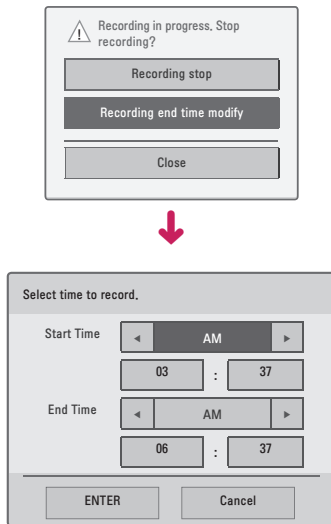 Recording in progress, Stop
recording?
Recording stop
Recording end time modify
Close
Select time to record.
Start Time ◄ AM ►
03 : 37
End Time ◄ AM ►
06 : 37
ENTER Cancel